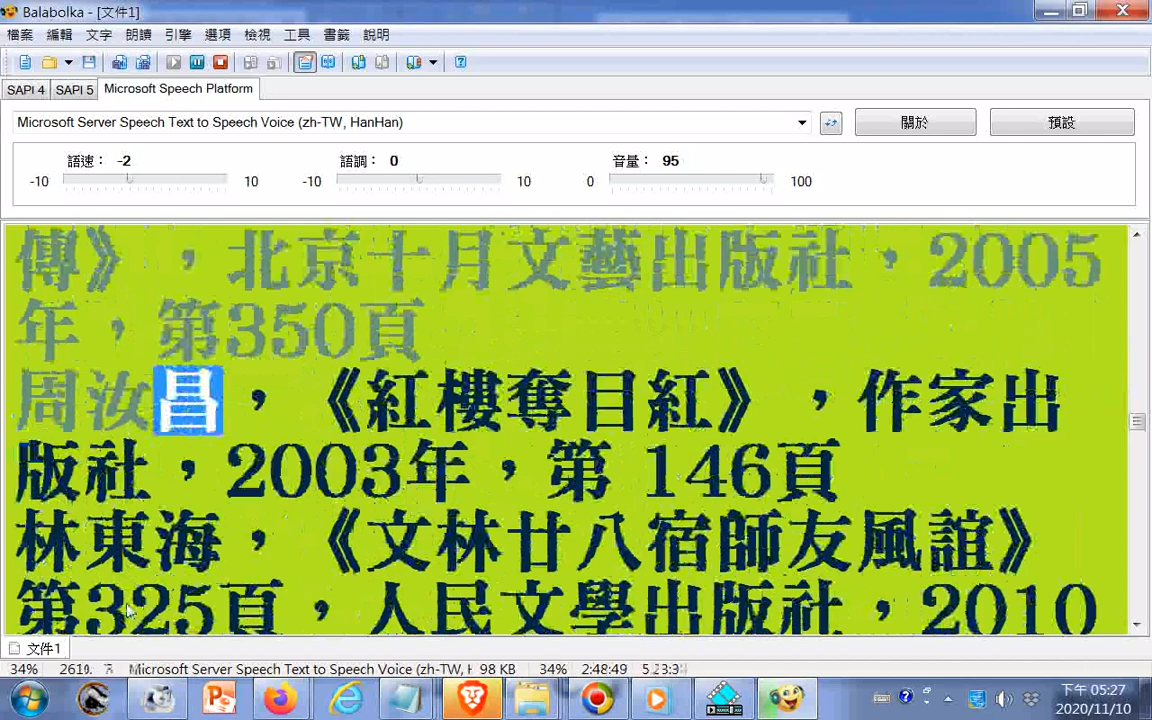 Balabolka - [文件1]
檔案 編輯 文字 朗讀 引擎 選項 檢視 工具 書籤 說明
SAPI 4 SAPI 5 Microsoft Speech Platform
Microsoft Server Speech Text to Speech Voice (zh-TW, HanHan) 關於 預設
語速： -2 語調： 0 音量： 95
-10 10 -10 10 0 100
傳》，北京十月文藝出版社，2005
年，第350頁
周汝昌，《紅樓奪目紅》，作家出
版社，2003年，第 146頁
林東海，《文林廿八宿師友風誼》
第325頁，人民文學出版社，2010
文件1
34% Microsoft Server Speech Text to Speech Voice (zh-TW, 98 KB 34% 2:48:49
下午 05:27
2020/11/10